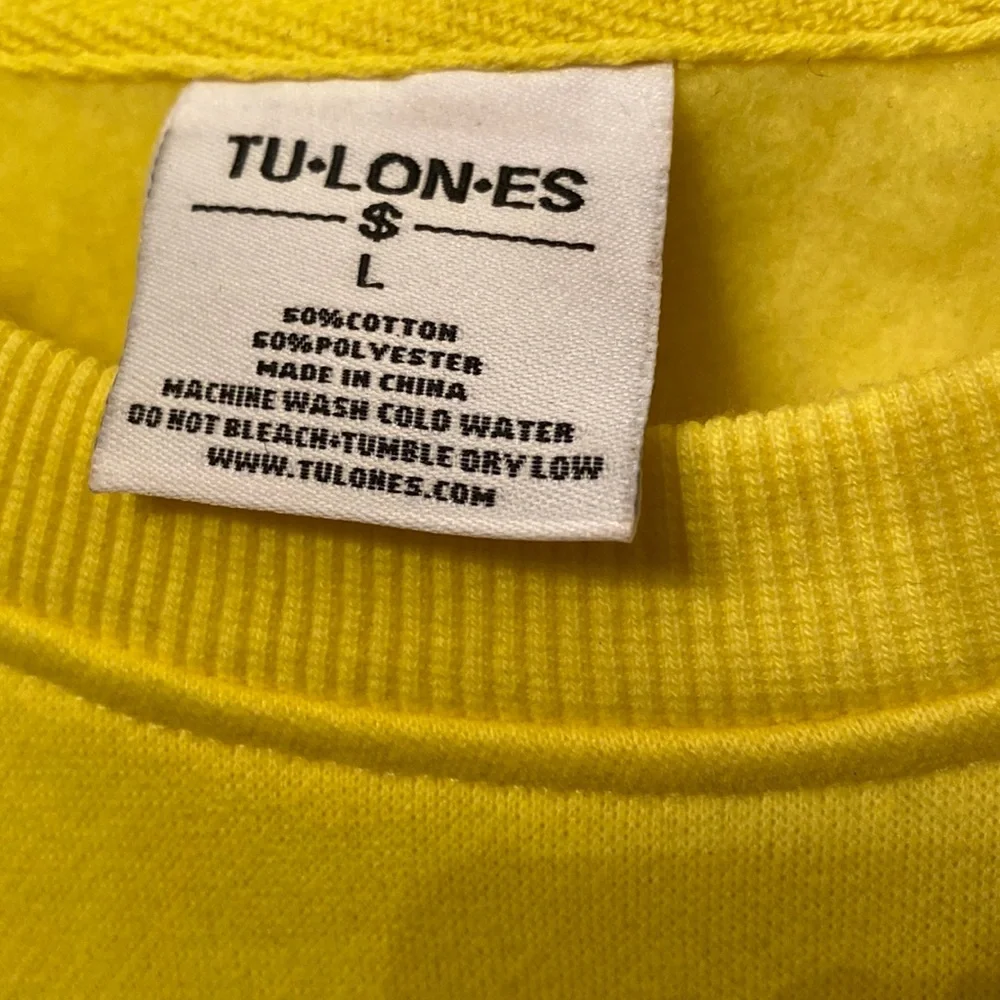 TU•LON•ES
$
L
50%COTTON
50%POLYESTER
MADE IN CHINA
MACHINE WASH COLD WATER
DO NOT BLEACH•TUMBLE DRY LOW
WWW.TULONES.COM